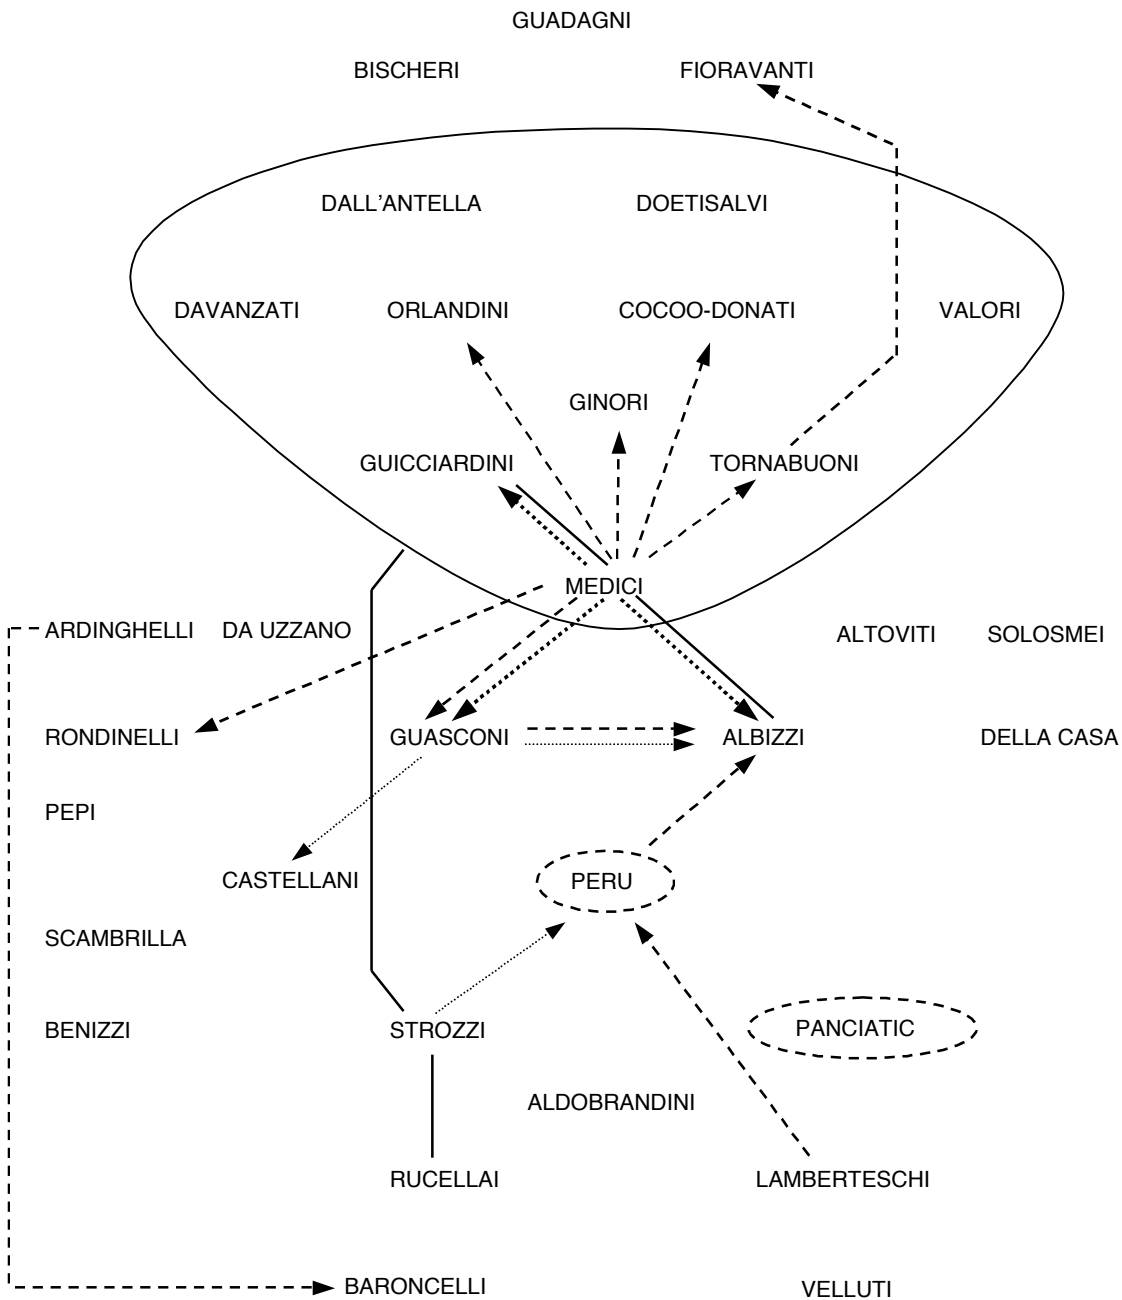 GUADAGNI
BISCHERI
FIORAVANTI
DALL'ANTELLA
DOETISALVI
DAVANZATI
ORLANDINI
COCOO-DONATI
VALORI
GINORI
GUICCIARDINI
TORNABUONI
MEDICI
ARDINGHELLI
DA UZZANO
ALTOVITI
SOLOSMEI
RONDINELLI
GUASCONI
ALBIZZI
DELLA CASA
PEPI
CASTELLANI
PERU
SCAMBRILLA
BENIZZI
STROZZI
PANCIATIC
ALDOBRANDINI
RUCELLAI
LAMBERTESCHI
BARONCELLI
VELLUTI